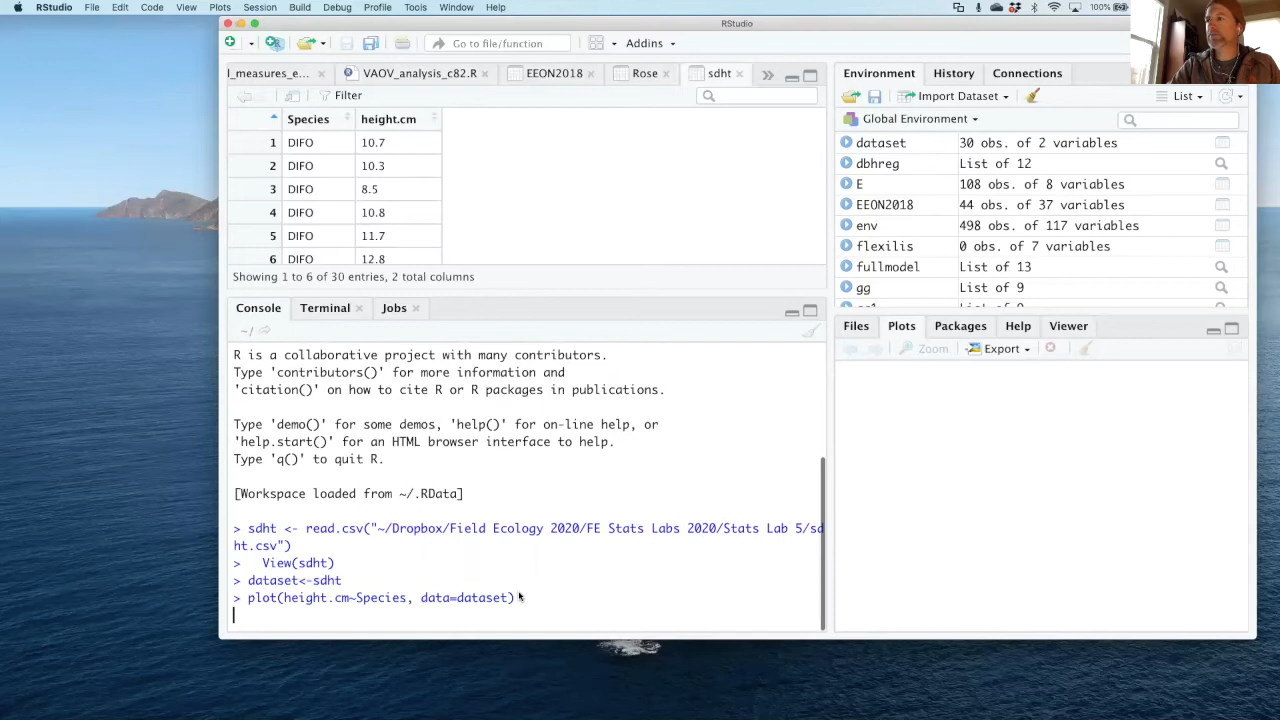 RStudio File Edit Code View Plots Session Build Debug Profile Tools Window Help 100%
RStudio
Go to file/function Addins
l_measures_e... VAOV_analysis_c82.R EEON2018 Rose sdht
Filter
Species height.cm
1 DIFO 10.7
2 DIFO 10.3
3 DIFO 8.5
4 DIFO 10.8
5 DIFO 11.7
6 DIFO 12.8
Showing 1 to 6 of 30 entries, 2 total columns
Console Terminal Jobs
~/
R is a collaborative project with many contributors.
Type 'contributors()' for more information and
'citation()' on how to cite R or R packages in publications.
Type 'demo()' for some demos, 'help()' for on-line help, or
'help.start()' for an HTML browser interface to help.
Type 'q()' to quit R.
[Workspace loaded from ~/.RData]
> sdht <- read.csv("~/Dropbox/Field Ecology 2020/FE Stats Labs 2020/Stats Lab 5/sd
ht.csv")
> View(sdht)
> dataset<-sdht
> plot(height.cm~Species, data=dataset)
Environment History Connections
Import Dataset List
Global Environment
dataset 30 obs. of 2 variables
dbhreg List of 12
E 108 obs. of 8 variables
EEON2018 44 obs. of 37 variables
env 498 obs. of 117 variables
flexilis 0 obs. of 7 variables
fullmodel List of 13
gg List of 9
Files Plots Packages Help Viewer
Zoom Export